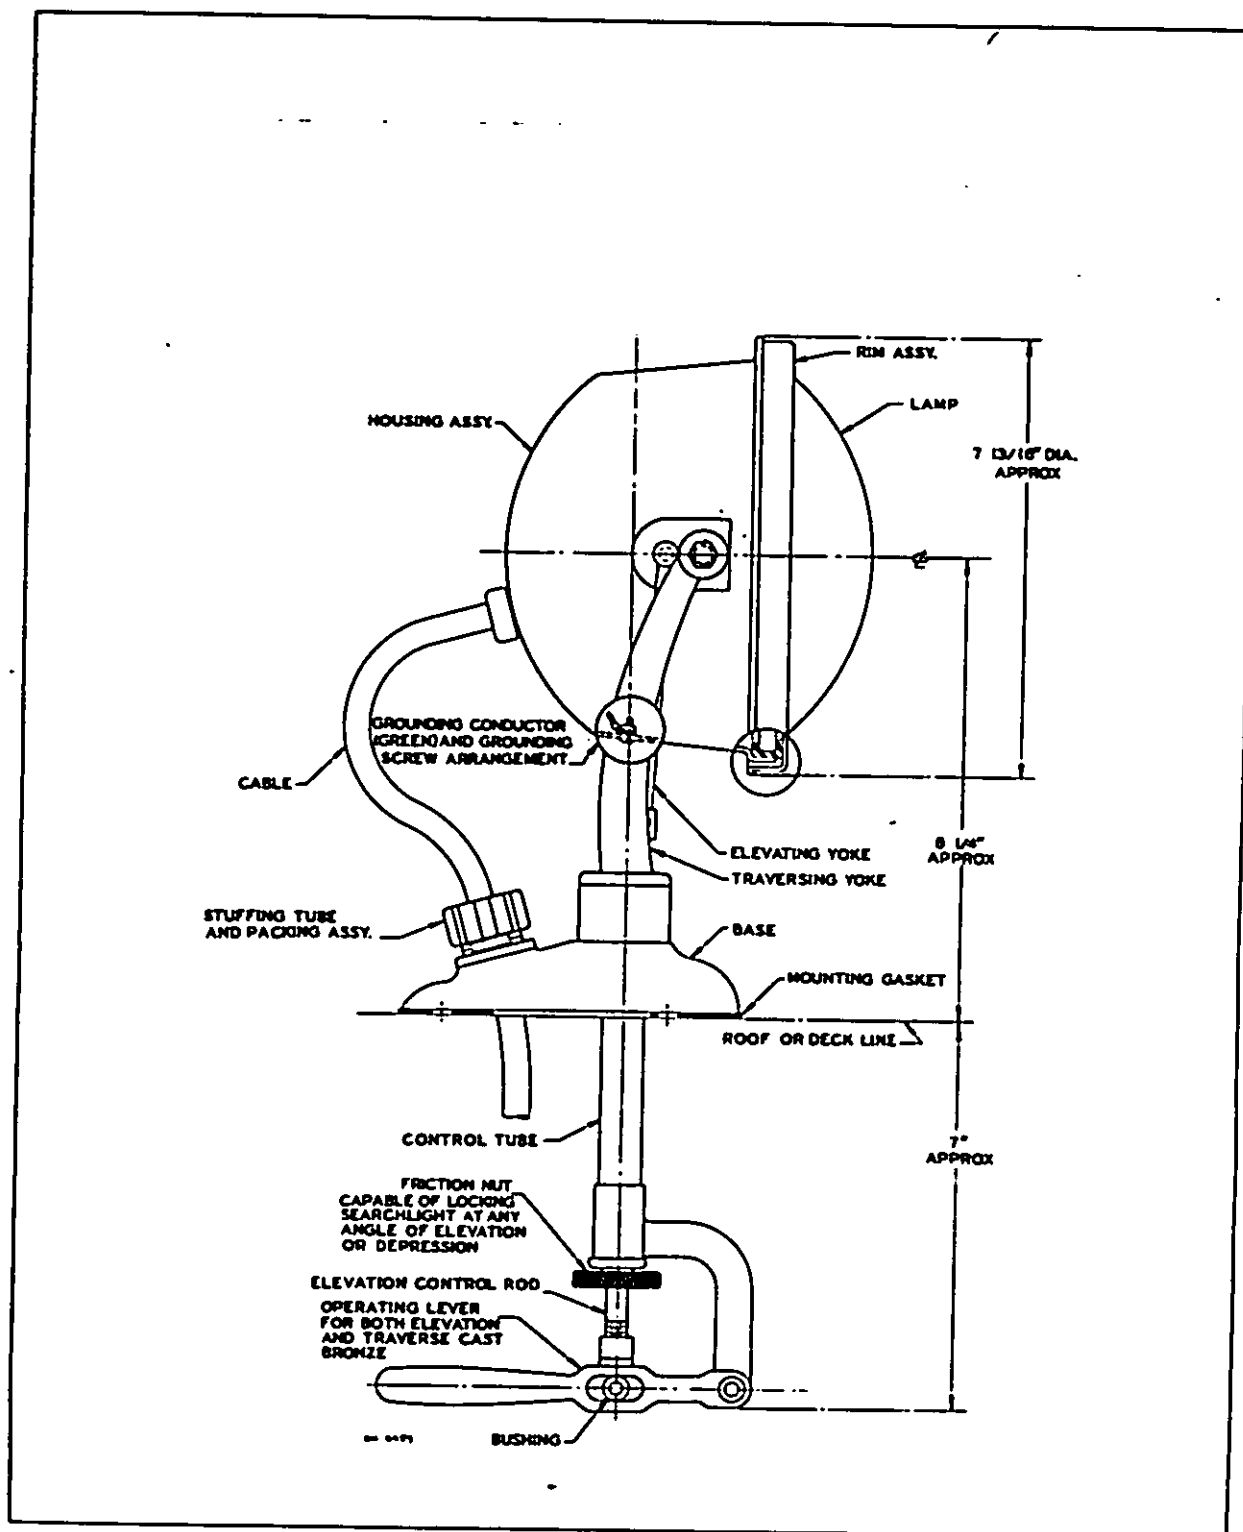 RIM ASSY.
LAMP
HOUSING ASSY
7 13/16" DIA.
APPROX
GROUNDING CONDUCTOR
(GREEN) AND GROUNDING
SCREW ARRANGEMENT
CABLE
ELEVATING YOKE
TRAVERSING YOKE
8 1/4"
APPROX
STUFFING TUBE
AND PACKING ASSY.
BASE
MOUNTING GASKET
ROOF OR DECK LINE
CONTROL TUBE
7"
APPROX
FRICTION NUT
CAPABLE OF LOCKING
SEARCHLIGHT AT ANY
ANGLE OF ELEVATION
OR DEPRESSION
ELEVATION CONTROL ROD
OPERATING LEVER
FOR BOTH ELEVATION
AND TRAVERSE CAST
BRONZE
BUSHING